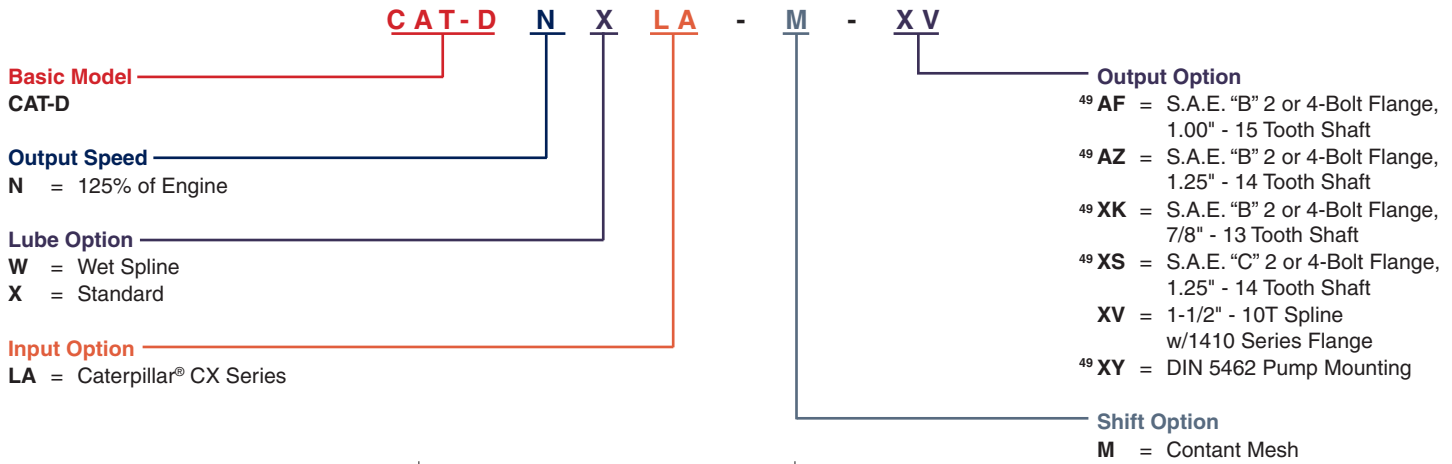 CAT-D N X LA - M - XV
Basic Model
CAT-D
Output Speed
N = 125% of Engine
Lube Option
W = Wet Spline
X = Standard
Input Option
LA = Caterpillar® CX Series
Output Option
49 AF = S.A.E. “B” 2 or 4-Bolt Flange,
1.00" - 15 Tooth Shaft
49 AZ = S.A.E. “B” 2 or 4-Bolt Flange,
1.25" - 14 Tooth Shaft
49 XK = S.A.E. “B” 2 or 4-Bolt Flange,
7/8" - 13 Tooth Shaft
49 XS = S.A.E. “C” 2 or 4-Bolt Flange,
1.25" - 14 Tooth Shaft
XV = 1-1/2" - 10T Spline
w/1410 Series Flange
49 XY = DIN 5462 Pump Mounting
Shift Option
M = Contant Mesh